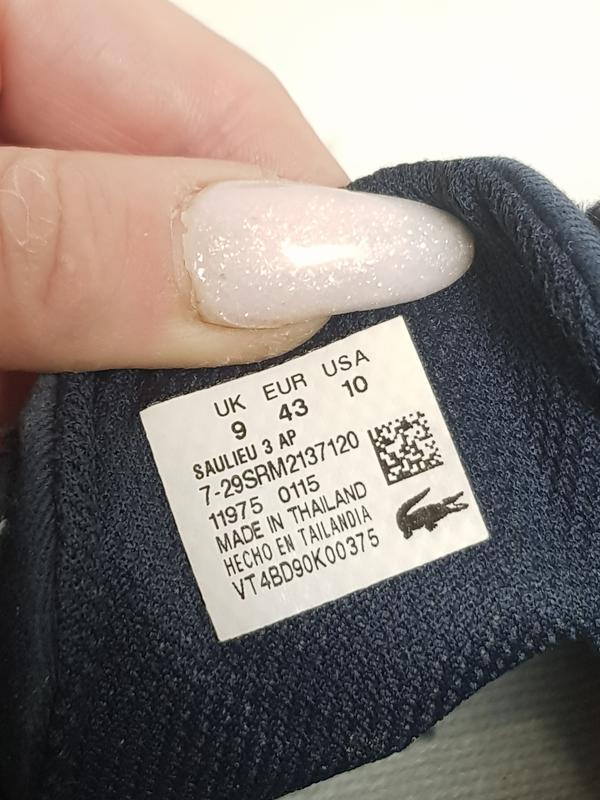 UK EUR USA
9 43 10
SAULIEU 3 AP
7-29SRM2137120
11975 0115
MADE IN THAILAND
HECHO EN TAILANDIA
VT4BD90K00375